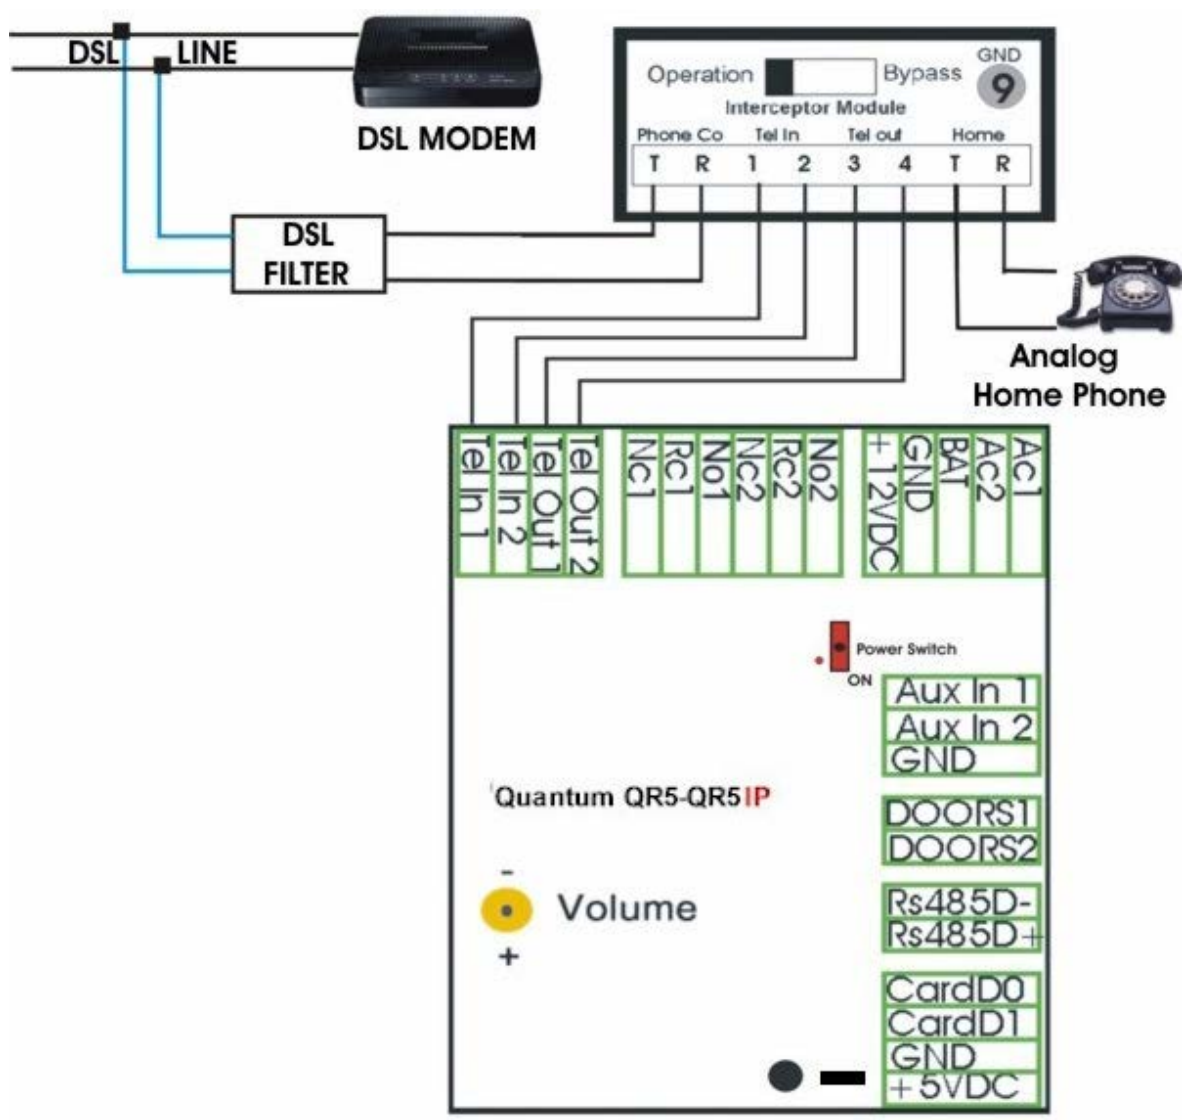 DSL LINE
DSL MODEM
Operation Bypass GND
9
Interceptor Module
Phone Co Tel In Tel out Home
T R 1 2 3 4 T R
DSL
FILTER
Analog
Home Phone
Tel In 1
Tel In 2
Tel Out 1
Tel Out 2
Nc1
Rc1
No1
Nc2
Rc2
No2
+12VDC
GND
BAT
Ac2
Ac1
Power Switch
ON
Aux In 1
Aux In 2
GND
Quantum QR5-QR5IP
DOORS1
DOORS2
-
Volume
+
Rs485D-
Rs485D+
CardD0
CardD1
GND
+5VDC